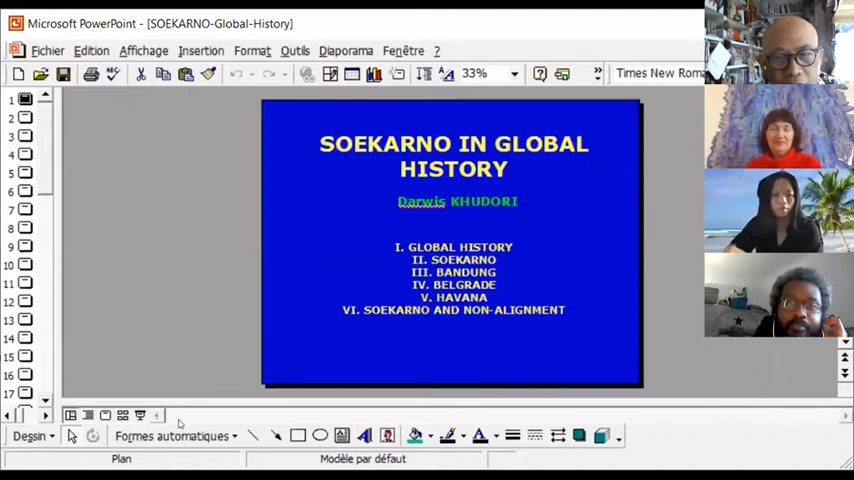 Microsoft PowerPoint - [SOEKARNO-Global-History]
Fichier Edition Affichage Insertion Format Outils Diaporama Fenêtre ?
33% Times New Roma
1
2
3
4
5
6
7
8
9
10
11
12
13
14
15
16
17
SOEKARNO IN GLOBAL
HISTORY
Darwis KHUDORI
I. GLOBAL HISTORY
II. SOEKARNO
III. BANDUNG
IV. BELGRADE
V. HAVANA
VI. SOEKARNO AND NON-ALIGNMENT
Dessin Formes automatiques
Plan Modèle par défaut